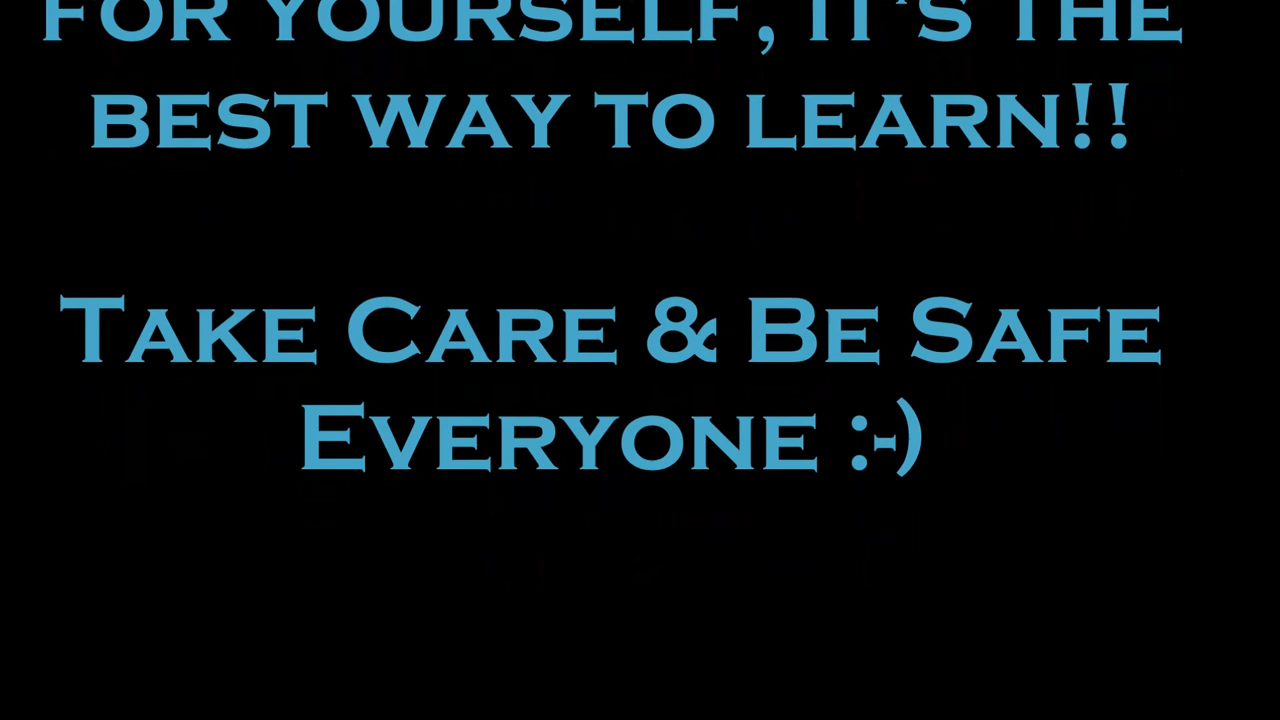 FOR YOURSELF, IT'S THE
BEST WAY TO LEARN!!
TAKE CARE & BE SAFE
EVERYONE :-)